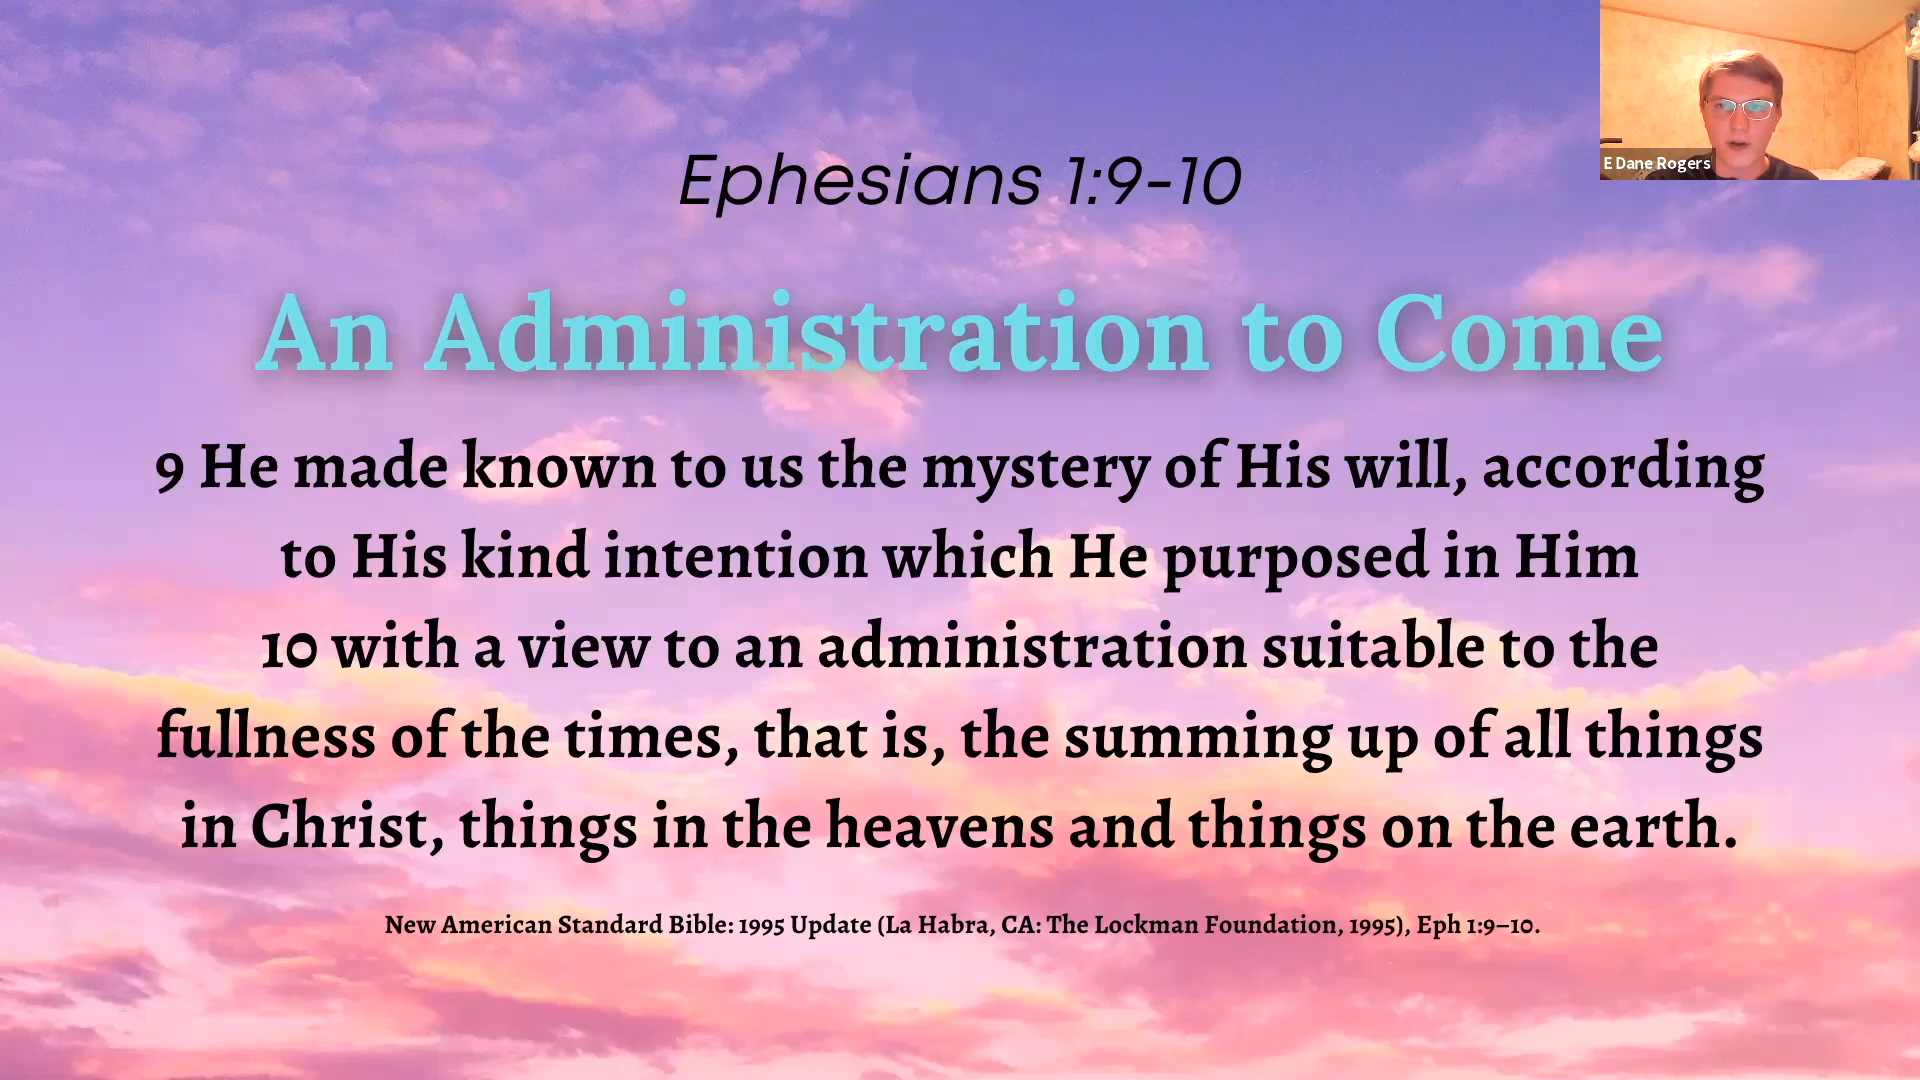 E Dane Rogers
Ephesians 1:9-10
An Administration to Come
9 He made known to us the mystery of His will, according
to His kind intention which He purposed in Him
10 with a view to an administration suitable to the
fullness of the times, that is, the summing up of all things
in Christ, things in the heavens and things on the earth.
New American Standard Bible: 1995 Update (La Habra, CA: The Lockman Foundation, 1995), Eph 1:9–10.